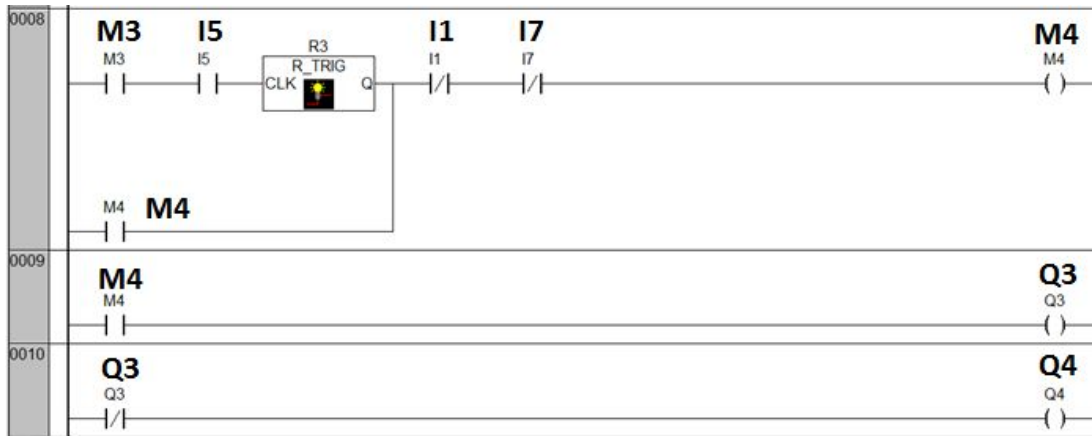 0008
M3 I5 I1 I7 M4
R3
M3 I5 R_TRIG I1 I7 M4
CLK Q
M4 M4
0009
M4 Q3
M4 Q3
0010
Q3 Q4
Q3 Q4